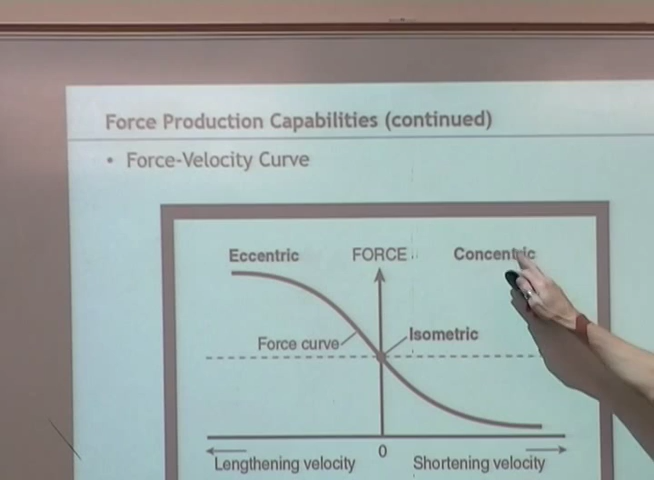 Force Production Capabilities (continued)
• Force-Velocity Curve
Eccentric FORCE Concentric
Isometric
Force curve
0
Lengthening velocity Shortening velocity